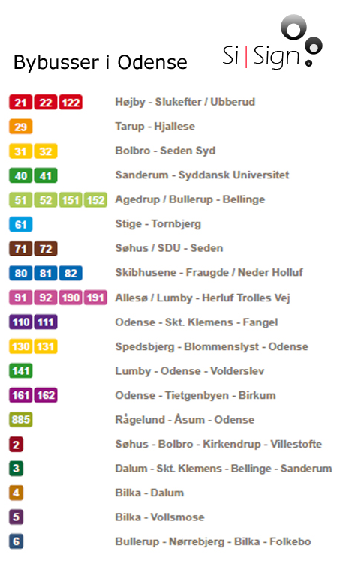 Si|Sign
Bybusser i Odense
21 22 122 Højby - Slukefter / Ubberud
29 Tarup - Hjallese
31 32 Bolbro - Seden Syd
40 41 Sanderum - Syddansk Universitet
51 52 151 152 Agedrup / Bullerup - Bellinge
61 Stige - Tornbjerg
71 72 Søhus / SDU - Seden
80 81 82 Skibhusene - Fraugde / Neder Holluf
91 92 190 191 Allesø / Lumby - Herluf Trolles Vej
110 111 Odense - Skt. Klemens - Fangel
130 131 Spedsbjerg - Blommenslyst - Odense
141 Lumby - Odense - Volderslev
161 162 Odense - Tietgenbyen - Birkum
885 Rågelund - Åsum - Odense
2 Søhus - Bolbro - Kirkendrup - Villestofte
3 Dalum - Skt. Klemens - Bellinge - Sanderum
4 Bilka - Dalum
5 Bilka - Vollsmose
6 Bullerup - Nørrebjerg - Bilka - Folkebo